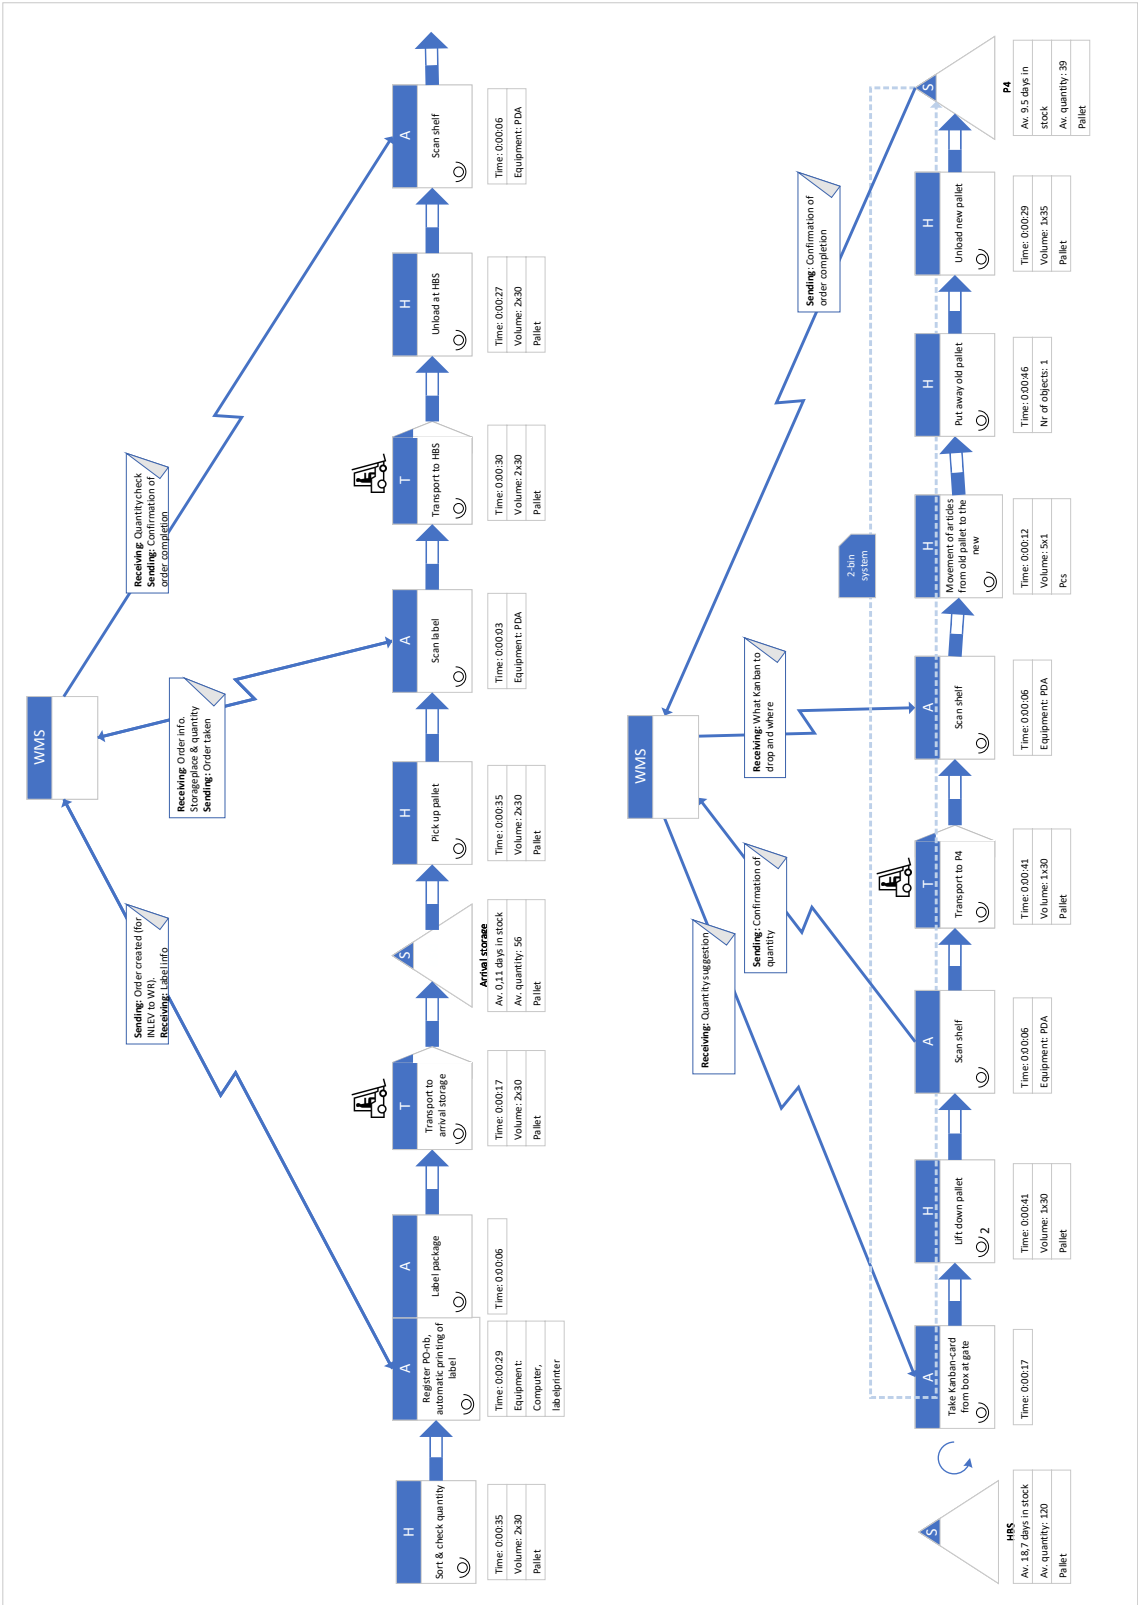 WMS
Sending: Order created (for
INLEV to WR).
Receiving: Label info
Receiving: Order info.
Storageplace & quantity
Sending: Order taken
Receiving: Quantity check
Sending: Confirmation of
order completion
H
Sort & check quantity
Time: 0:00:35
Volume: 2x30
Pallet
A
Register PO-nb,
automatic printing of
label
Time: 0:00:29
Equipment:
Computer,
labelprinter
A
Label package
Time: 0:00:06
T
Transport to
arrival storage
Time: 0:00:17
Volume: 2x30
Pallet
S
Arrival storage
Av. 0,11 days in stock
Av. quantity: 56
Pallet
H
Pick up pallet
Time: 0:00:35
Volume: 2x30
Pallet
A
Scan label
Time: 0:00:03
Equipment: PDA
T
Transport to HBS
Time: 0:00:30
Volume: 2x30
Pallet
H
Unload at HBS
Time: 0:00:27
Volume: 2x30
Pallet
A
Scan shelf
Time: 0:00:06
Equipment: PDA
WMS
Receiving: Quantity suggestion
Sending: Confirmation of
quantity
Receiving: What Kanban to
drop and where
Sending: Confirmation of
order completion
2-bin
system
S
HBS
Av. 18,7 days in stock
Av. quantity: 120
Pallet
A
Take Kanban-card
from box at gate
Time: 0:00:17
H
Lift down pallet
2
Time: 0:00:41
Volume: 1x30
Pallet
A
Scan shelf
Time: 0:00:06
Equipment: PDA
T
Transport to P4
Time: 0:00:41
Volume: 1x30
Pallet
A
Scan shelf
Time: 0:00:06
Equipment: PDA
H
Movement of articles
from old pallet to the
new
Time: 0:00:12
Volume: 5x1
Pcs
H
Put away old pallet
Time: 0:00:46
Nr of objects: 1
H
Unload new pallet
Time: 0:00:29
Volume: 1x35
Pallet
S
P4
Av. 9.5 days in
stock
Av. quantity: 39
Pallet